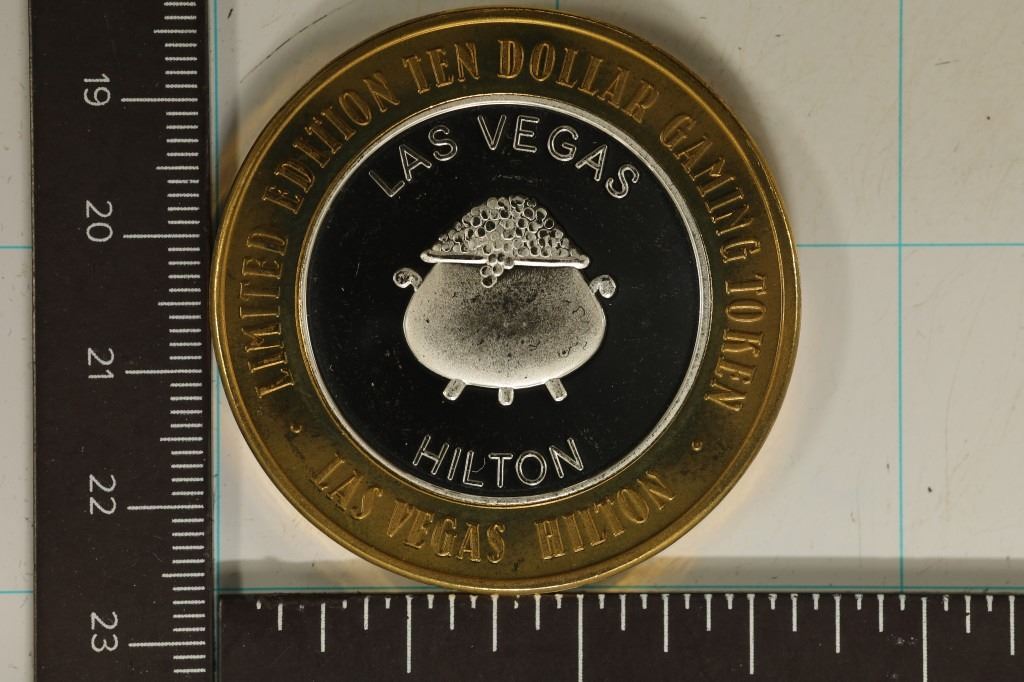 LIMITED EDITION TEN DOLLAR GAMING TOKEN
LAS VEGAS
HILTON
· LAS VEGAS HILTON ·
19
20
21
22
23